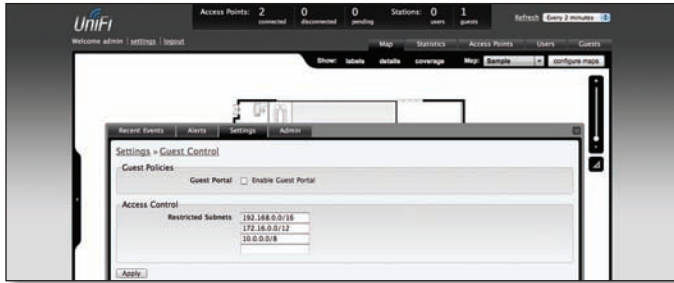 UniFi
Access Points: 2 connected 0 disconnected 0 pending Stations: 0 users 1 guests
Refresh Every 2 minutes
Welcome admin | settings | logout
Map Statistics Access Points Users Guests
Show: labels details coverage Map: Sample configure maps
Recent Events Alerts Settings Admin
Settings » Guest Control
Guest Policies
Guest Portal Enable Guest Portal
Access Control
Restricted Subnets 192.168.0.0/16
172.16.0.0/12
10.0.0.0/8
Apply